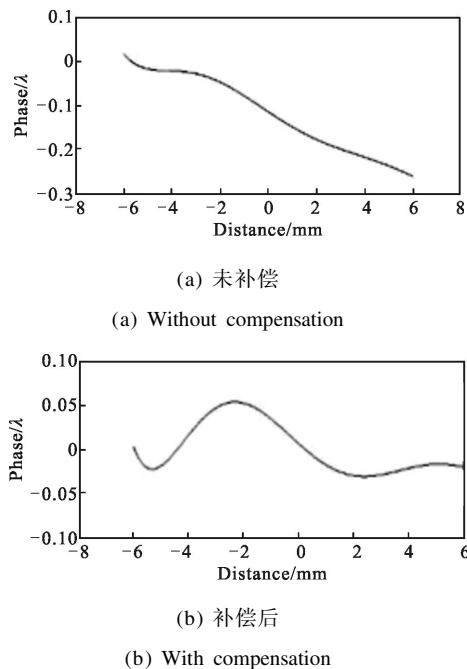 0.1
0
−0.1
−0.2
−0.3
Phase/λ
−8 −6 −4 −2 0 2 4 6 8
Distance/mm
(a) 未补偿
(a) Without compensation
0.10
0.05
0
−0.05
−0.10
Phase/λ
−8 −6 −4 −2 0 2 4 6
Distance/mm
(b) 补偿后
(b) With compensation